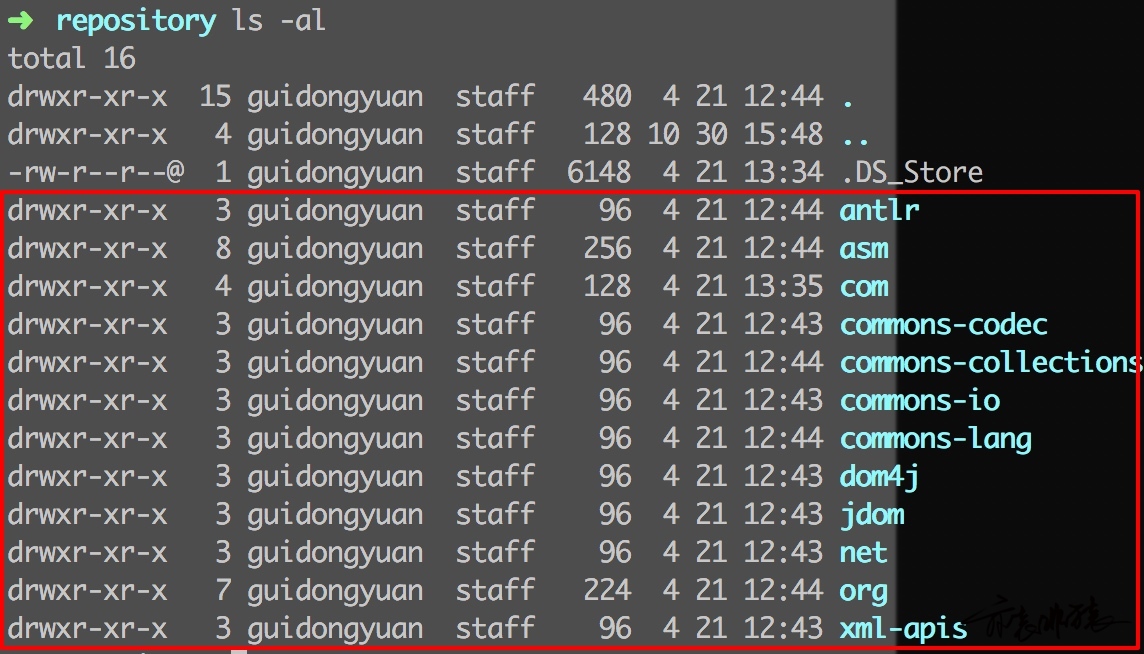 ➜ repository ls -al
total 16
drwxr-xr-x 15 guidongyuan staff 480 4 21 12:44 .
drwxr-xr-x 4 guidongyuan staff 128 10 30 15:48 ..
-rw-r--r--@ 1 guidongyuan staff 6148 4 21 13:34 .DS_Store
drwxr-xr-x 3 guidongyuan staff 96 4 21 12:44 antlr
drwxr-xr-x 8 guidongyuan staff 256 4 21 12:44 asm
drwxr-xr-x 4 guidongyuan staff 128 4 21 13:35 com
drwxr-xr-x 3 guidongyuan staff 96 4 21 12:43 commons-codec
drwxr-xr-x 3 guidongyuan staff 96 4 21 12:44 commons-collections
drwxr-xr-x 3 guidongyuan staff 96 4 21 12:43 commons-io
drwxr-xr-x 3 guidongyuan staff 96 4 21 12:44 commons-lang
drwxr-xr-x 3 guidongyuan staff 96 4 21 12:43 dom4j
drwxr-xr-x 3 guidongyuan staff 96 4 21 12:43 jdom
drwxr-xr-x 3 guidongyuan staff 96 4 21 12:43 net
drwxr-xr-x 7 guidongyuan staff 224 4 21 12:44 org
drwxr-xr-x 3 guidongyuan staff 96 4 21 12:43 xml-apis